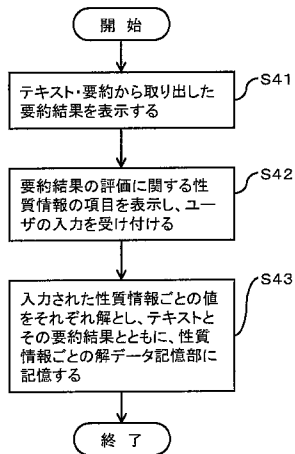 開 始
テキスト・要約から取り出した
要約結果を表示する
S41
要約結果の評価に関する性
質情報の項目を表示し、ユー
ザの入力を受け付ける
S42
入力された性質情報ごとの値
をそれぞれ解とし、テキストと
その要約結果とともに、性質
情報ごとの解データ記憶部に
記憶する
S43
終 了